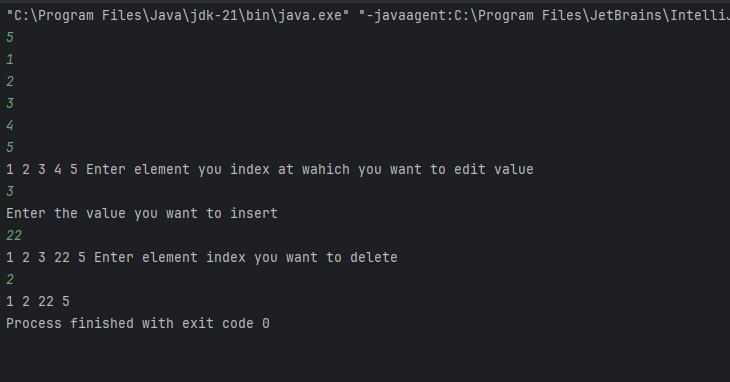 "C:\Program Files\Java\jdk-21\bin\java.exe" "-javaagent:C:\Program Files\JetBrains\IntelliJ
5
1
2
3
4
5
1 2 3 4 5 Enter element you index at wahich you want to edit value
3
Enter the value you want to insert
22
1 2 3 22 5 Enter element index you want to delete
2
1 2 22 5
Process finished with exit code 0